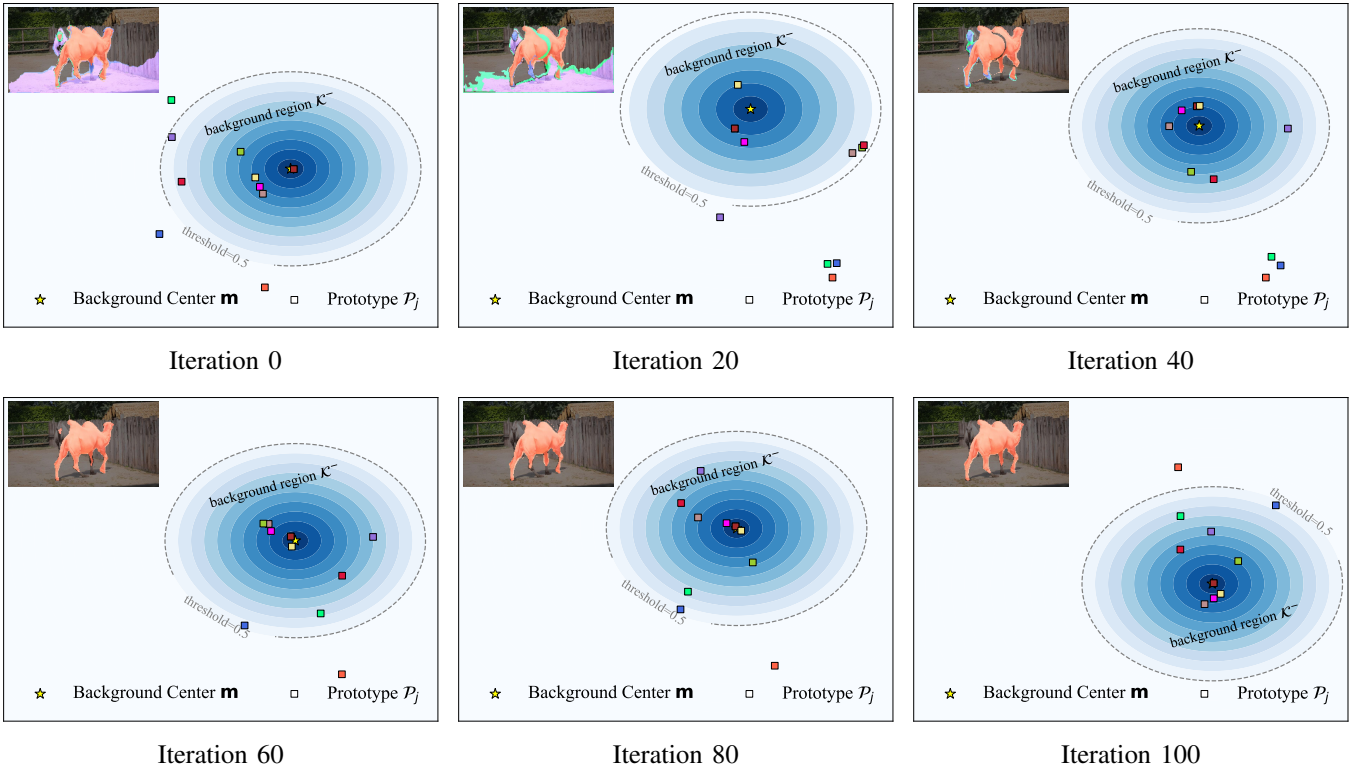 background region 𝒦⁻
threshold=0.5
Background Center 𝐦
Prototype 𝒫ⱼ
Iteration 0
background region 𝒦⁻
threshold=0.5
Background Center 𝐦
Prototype 𝒫ⱼ
Iteration 20
background region 𝒦⁻
threshold=0.5
Background Center 𝐦
Prototype 𝒫ⱼ
Iteration 40
background region 𝒦⁻
threshold=0.5
Background Center 𝐦
Prototype 𝒫ⱼ
Iteration 60
background region 𝒦⁻
threshold=0.5
Background Center 𝐦
Prototype 𝒫ⱼ
Iteration 80
threshold=0.5
background region 𝒦⁻
Background Center 𝐦
Prototype 𝒫ⱼ
Iteration 100